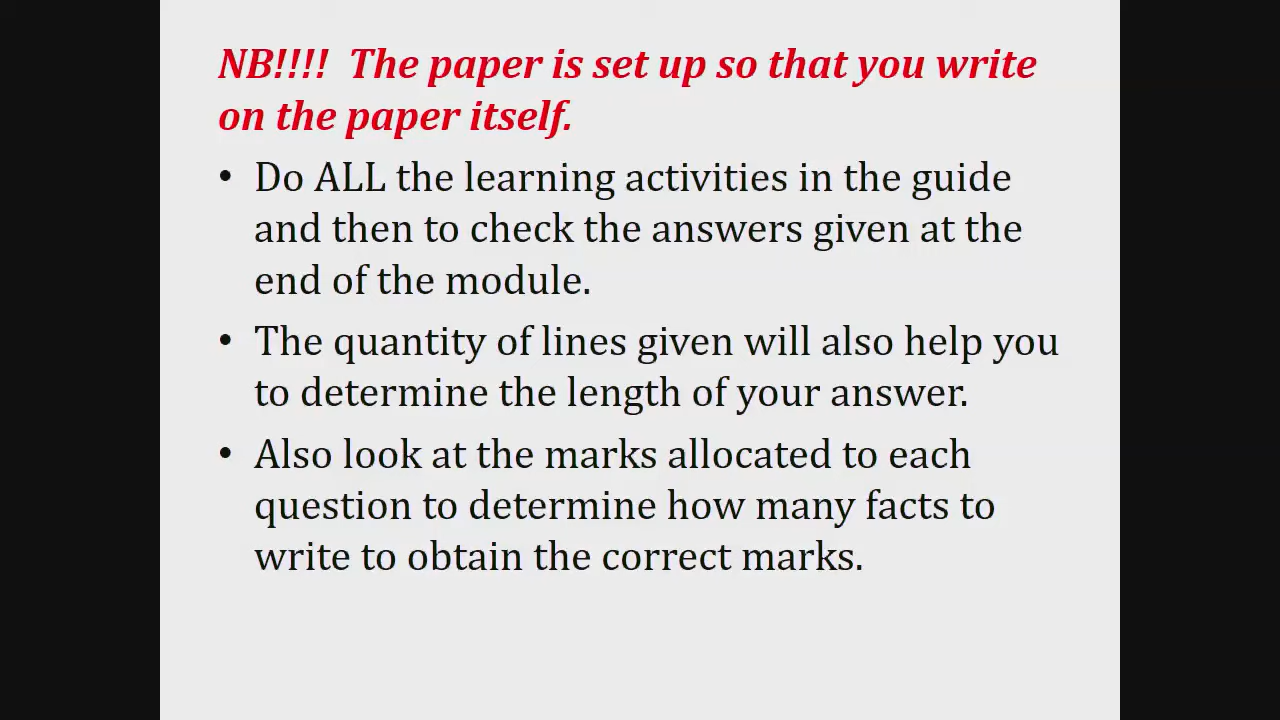 NB!!!! The paper is set up so that you write
on the paper itself.
• Do ALL the learning activities in the guide
and then to check the answers given at the
end of the module.
• The quantity of lines given will also help you
to determine the length of your answer.
• Also look at the marks allocated to each
question to determine how many facts to
write to obtain the correct marks.